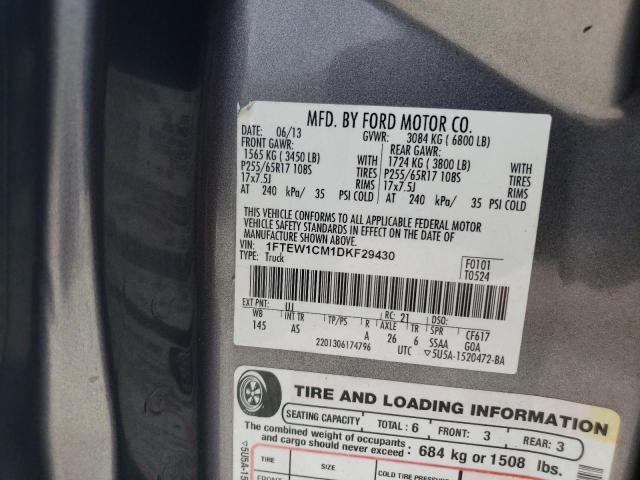 MFD. BY FORD MOTOR CO.
DATE: 06/13 GVWR: 3084 KG ( 6800 LB)
FRONT GAWR: REAR GAWR:
1565 KG ( 3450 LB) 1724 KG ( 3800 LB)
P255/65R17 108S TIRES P255/65R17 108S TIRES
17x7.5J RIMS 17x7.5J RIMS
AT 240 kPa/ 35 PSI COLD AT 240 kPa/ 35 PSI COLD
THIS VEHICLE CONFORMS TO ALL APPLICABLE FEDERAL MOTOR
VEHICLE SAFETY STANDARDS IN EFFECT ON THE DATE OF
MANUFACTURE SHOWN ABOVE.
VIN: 1FTEW1CM1DKF29430
TYPE: Truck
F0101
T0524
EXT PNT: UJ RC: 21 DSO:
WB INT TR TP/PS R AXLE TR SPR CF617
145 AS A 26 6 SSAA GOA
2201306174796 UTC ▽5U5A-1520472-BA
TIRE AND LOADING INFORMATION
SEATING CAPACITY TOTAL: 6 FRONT: 3 REAR: 3
The combined weight of occupants
and cargo should never exceed: 684 kg or 1508 lbs.
TIRE SIZE COLD TIRE PRESSURE